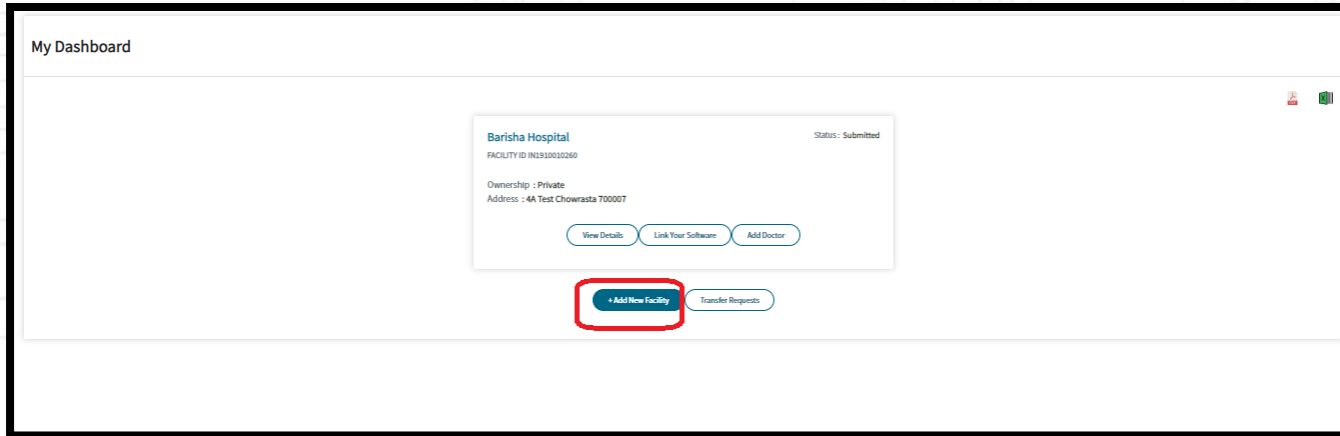 My Dashboard
Barisha Hospital
Status : Submitted
FACILITY ID IN1910010260
Ownership : Private
Address : 4A Test Chowrasta 700007
View Details
Link Your Software
Add Doctor
+ Add New Facility
Transfer Requests